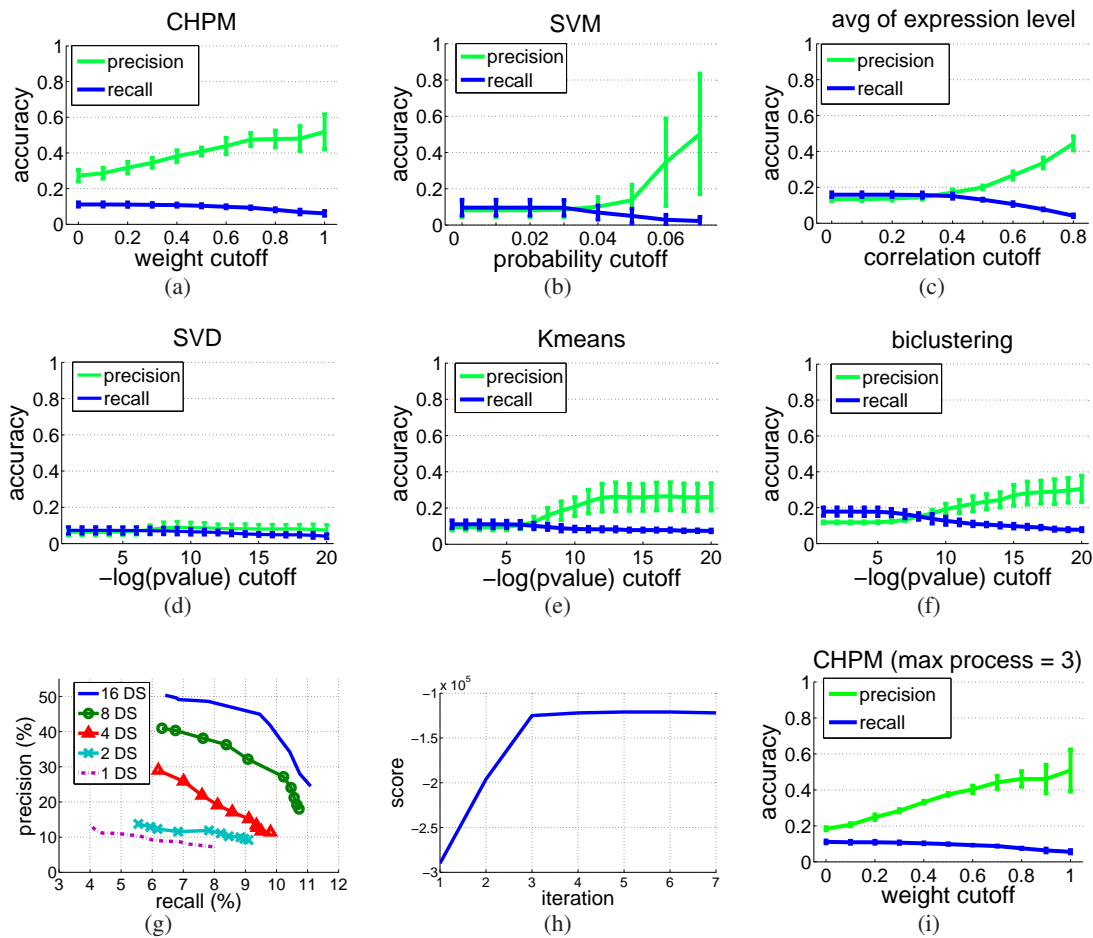 CHPM
accuracy
1
0.8
0.6
0.4
0.2
0
precision
recall
0 0.2 0.4 0.6 0.8 1
weight cutoff
(a)
SVM
accuracy
1
0.8
0.6
0.4
0.2
0
precision
recall
0 0.02 0.04 0.06
probability cutoff
(b)
avg of expression level
accuracy
1
0.8
0.6
0.4
0.2
0
precision
recall
0 0.2 0.4 0.6 0.8
correlation cutoff
(c)
SVD
accuracy
1
0.8
0.6
0.4
0.2
0
precision
recall
5 10 15 20
−log(pvalue) cutoff
(d)
Kmeans
accuracy
1
0.8
0.6
0.4
0.2
0
precision
recall
5 10 15 20
−log(pvalue) cutoff
(e)
biclustering
accuracy
1
0.8
0.6
0.4
0.2
0
precision
recall
5 10 15 20
−log(pvalue) cutoff
(f)
precision (%)
50
40
30
20
10
0
16 DS
8 DS
4 DS
2 DS
1 DS
3 4 5 6 7 8 9 10 11 12
recall (%)
(g)
x 10⁵
score
−1
−1.5
−2
−2.5
−3
1 2 3 4 5 6 7
iteration
(h)
CHPM (max process = 3)
accuracy
1
0.8
0.6
0.4
0.2
0
precision
recall
0 0.2 0.4 0.6 0.8 1
weight cutoff
(i)